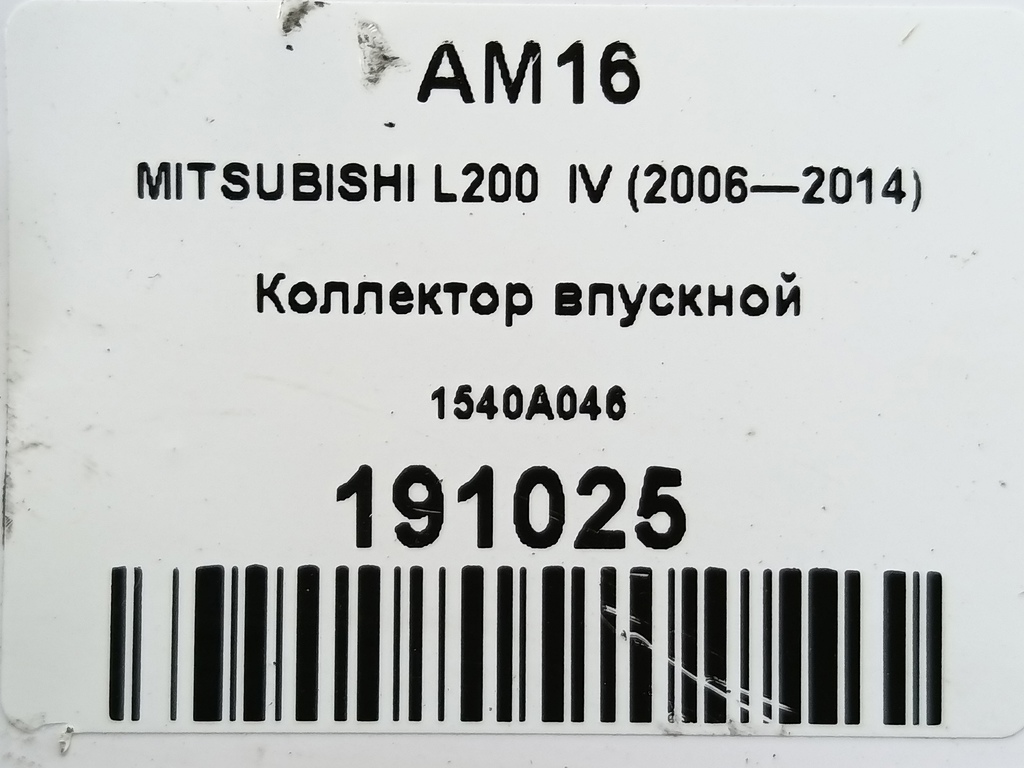 AM16
MITSUBISHI L200 IV (2006—2014)
Коллектор впускной
1540A046
191025